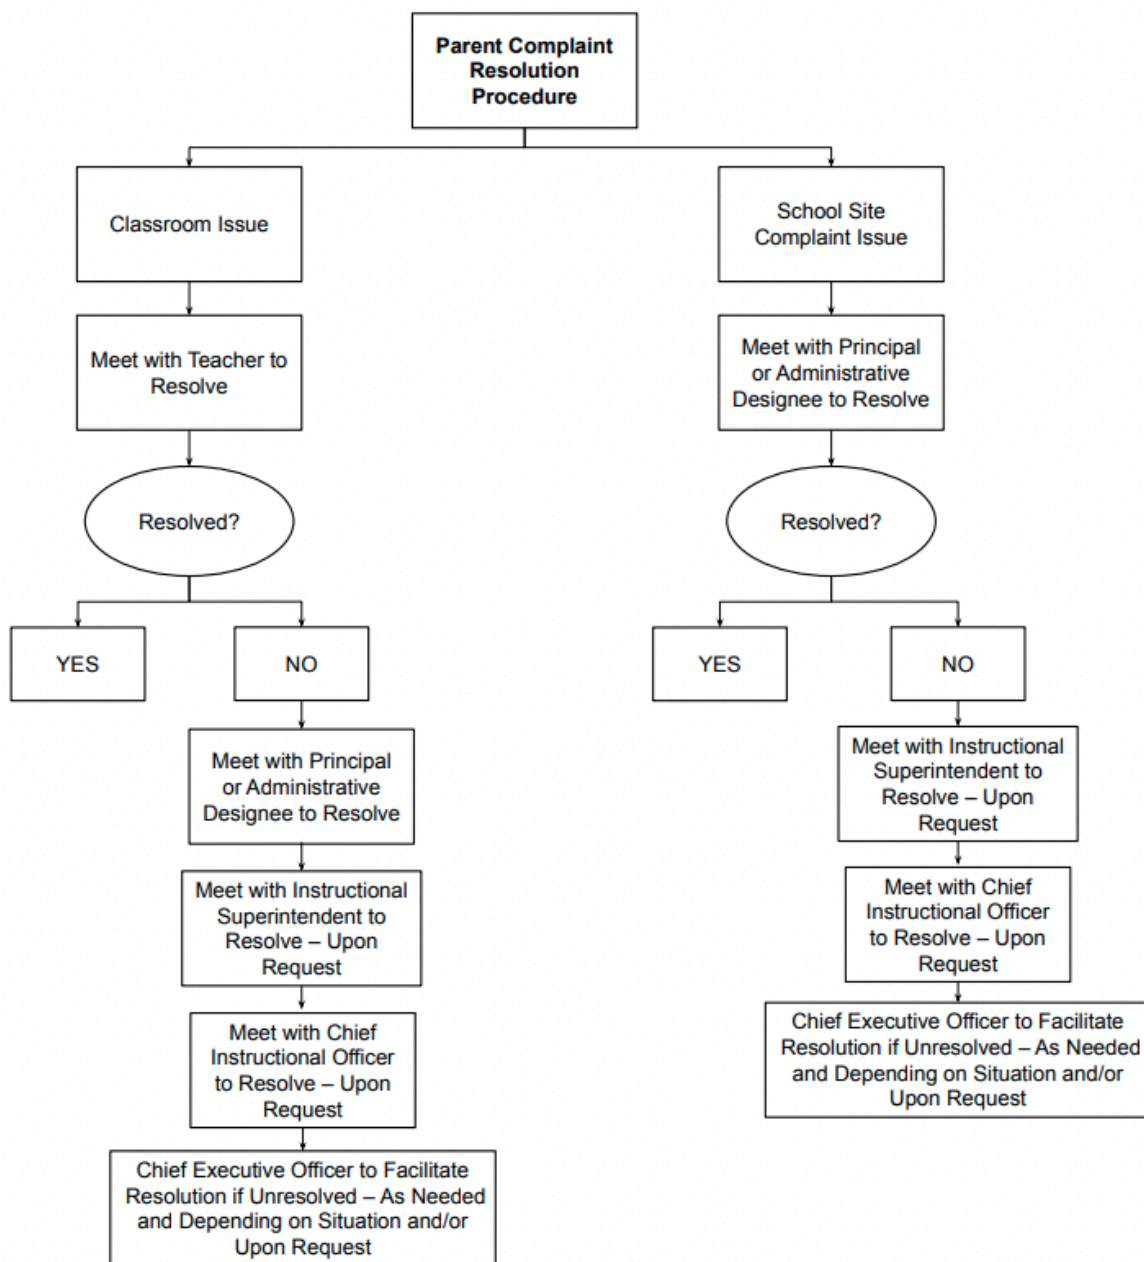 Parent Complaint
Resolution
Procedure
Classroom Issue
School Site
Complaint Issue
Meet with Teacher to
Resolve
Meet with Principal
or Administrative
Designee to Resolve
Resolved?
Resolved?
YES
NO
YES
NO
Meet with Principal
or Administrative
Designee to Resolve
Meet with Instructional
Superintendent to
Resolve – Upon
Request
Meet with Instructional
Superintendent to
Resolve – Upon
Request
Meet with Chief
Instructional Officer
to Resolve – Upon
Request
Meet with Chief
Instructional Officer
to Resolve – Upon
Request
Chief Executive Officer to Facilitate
Resolution if Unresolved – As Needed
and Depending on Situation and/or
Upon Request
Chief Executive Officer to Facilitate
Resolution if Unresolved – As Needed
and Depending on Situation and/or
Upon Request